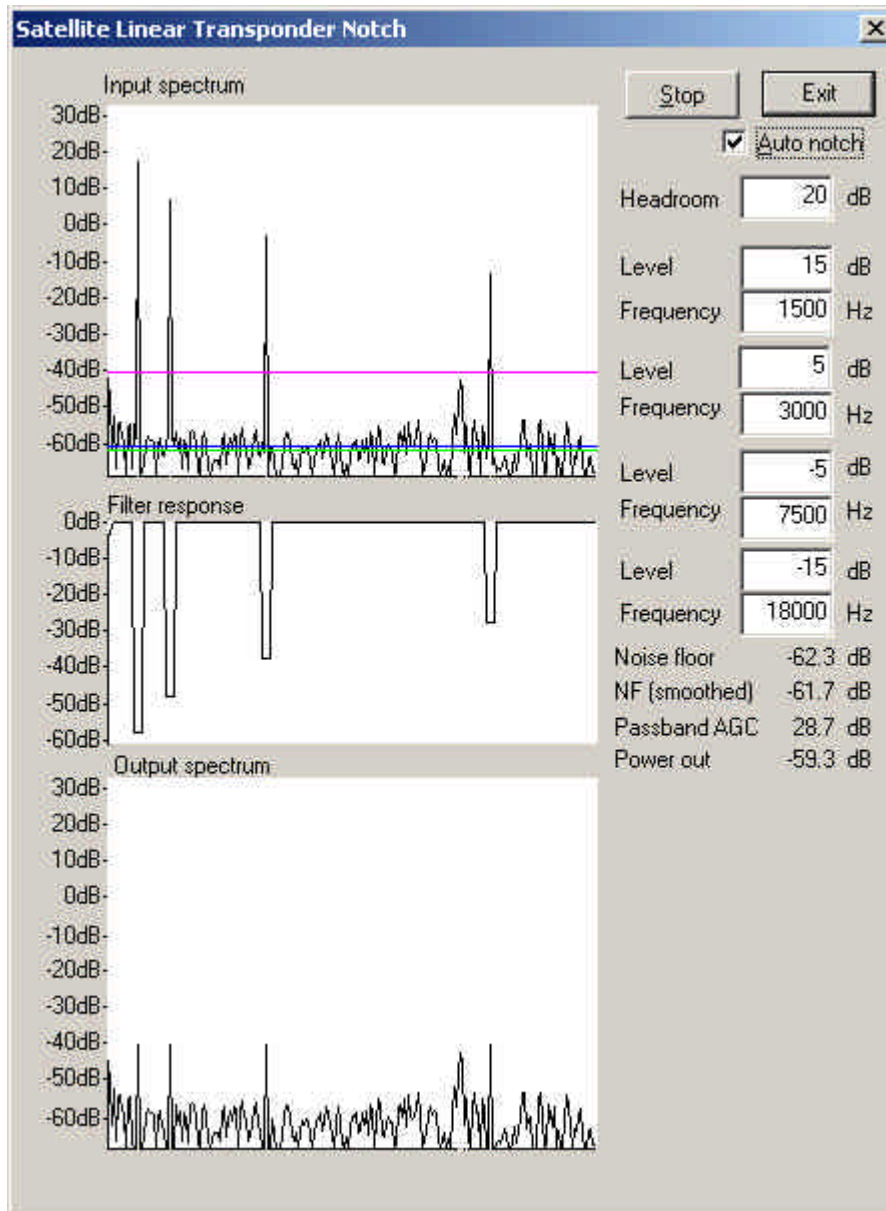 Satellite Linear Transponder Notch
Input spectrum
30dB-
20dB-
10dB-
0dB-
-10dB-
-20dB-
-30dB-
-40dB-
-50dB-
-60dB-
Filter response
0dB-
-10dB-
-20dB-
-30dB-
-40dB-
-50dB-
-60dB-
Output spectrum
30dB-
20dB-
10dB-
0dB-
-10dB-
-20dB-
-30dB-
-40dB-
-50dB-
-60dB-
Stop Exit
Auto notch
Headroom 20 dB
Level 15 dB
Frequency 1500 Hz
Level 5 dB
Frequency 3000 Hz
Level -5 dB
Frequency 7500 Hz
Level -15 dB
Frequency 18000 Hz
Noise floor -62.3 dB
NF (smoothed) -61.7 dB
Passband AGC 28.7 dB
Power out -59.3 dB